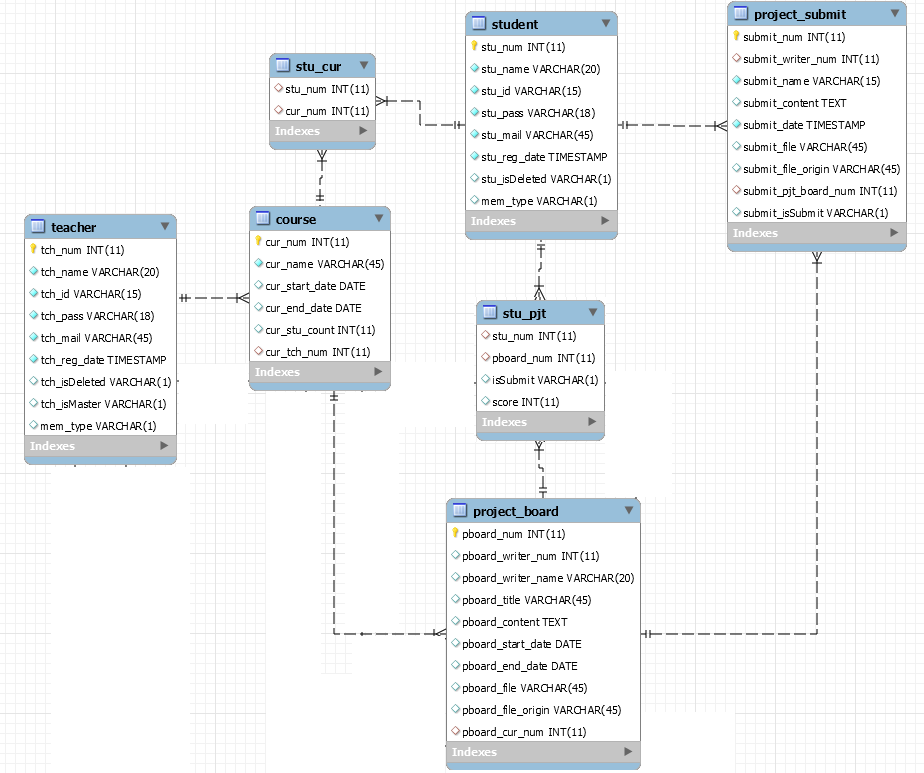 stu_cur
stu_num INT(11)
cur_num INT(11)
Indexes
student
stu_num INT(11)
stu_name VARCHAR(20)
stu_id VARCHAR(15)
stu_pass VARCHAR(18)
stu_mail VARCHAR(45)
stu_reg_date TIMESTAMP
stu_isDeleted VARCHAR(1)
mem_type VARCHAR(1)
Indexes
project_submit
submit_num INT(11)
submit_writer_num INT(11)
submit_name VARCHAR(15)
submit_content TEXT
submit_date TIMESTAMP
submit_file VARCHAR(45)
submit_file_origin VARCHAR(45)
submit_pjt_board_num INT(11)
submit_isSubmit VARCHAR(1)
Indexes
teacher
tch_num INT(11)
tch_name VARCHAR(20)
tch_id VARCHAR(15)
tch_pass VARCHAR(18)
tch_mail VARCHAR(45)
tch_reg_date TIMESTAMP
tch_isDeleted VARCHAR(1)
tch_isMaster VARCHAR(1)
mem_type VARCHAR(1)
Indexes
course
cur_num INT(11)
cur_name VARCHAR(45)
cur_start_date DATE
cur_end_date DATE
cur_stu_count INT(11)
cur_tch_num INT(11)
Indexes
stu_pjt
stu_num INT(11)
pboard_num INT(11)
isSubmit VARCHAR(1)
score INT(11)
Indexes
project_board
pboard_num INT(11)
pboard_writer_num INT(11)
pboard_writer_name VARCHAR(20)
pboard_title VARCHAR(45)
pboard_content TEXT
pboard_start_date DATE
pboard_end_date DATE
pboard_file VARCHAR(45)
pboard_file_origin VARCHAR(45)
pboard_cur_num INT(11)
Indexes